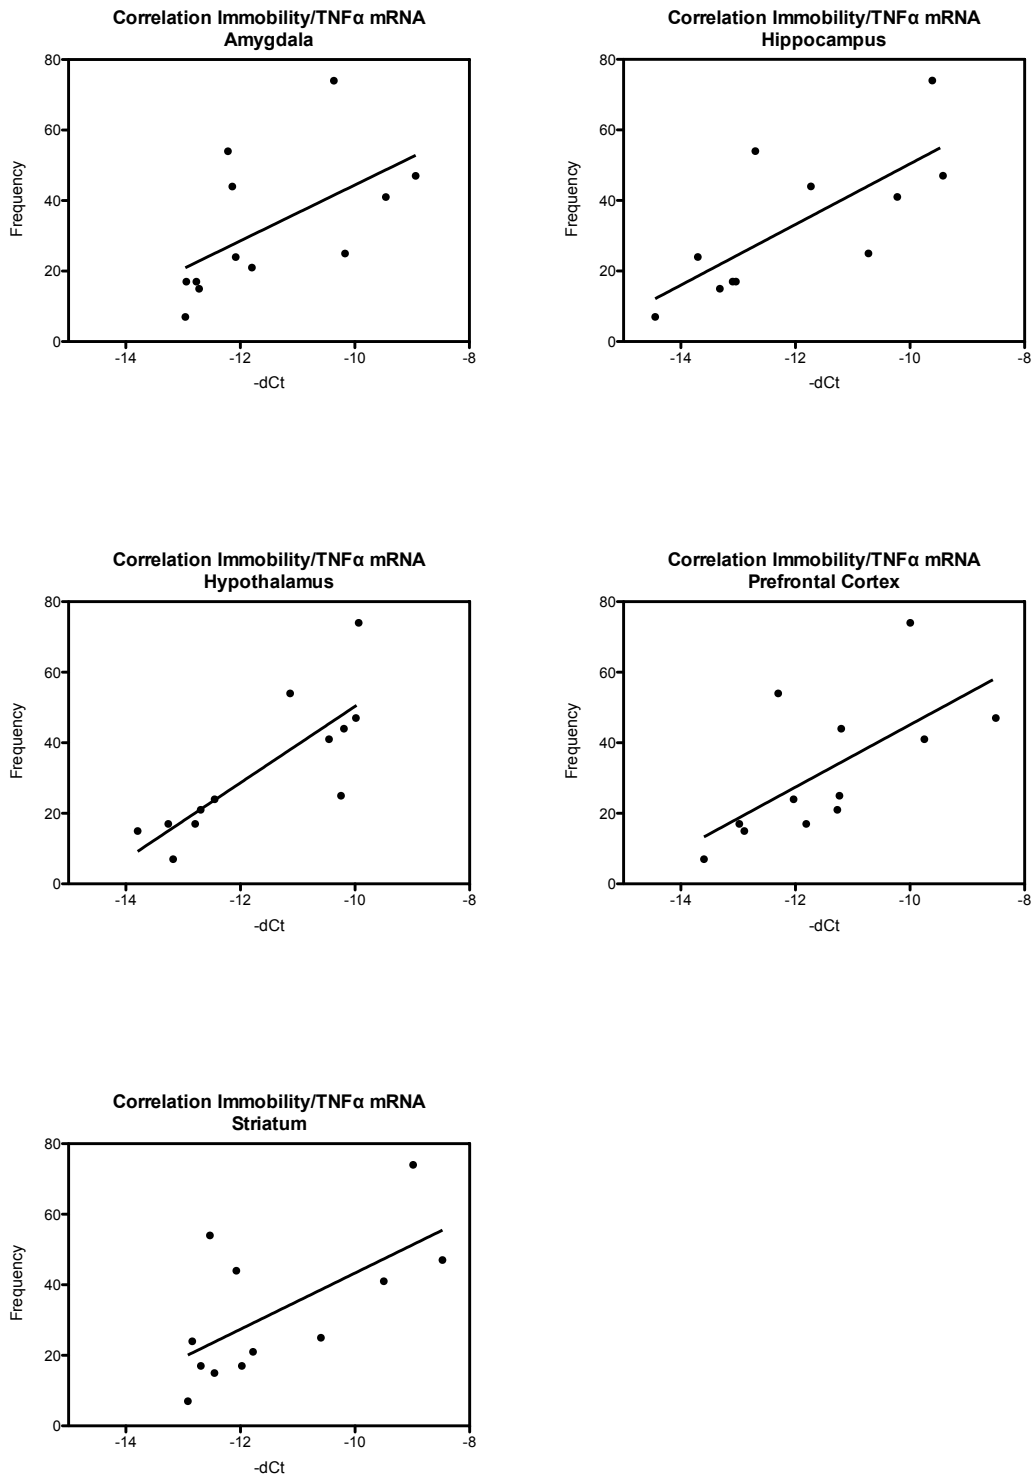 Correlation Immobility/TNFα mRNA
Amygdala
80
60
40
20
0
Frequency
-14
-12
-10
-8
-dCt
Correlation Immobility/TNFα mRNA
Hippocampus
80
60
40
20
0
Frequency
-14
-12
-10
-8
-dCt
Correlation Immobility/TNFα mRNA
Hypothalamus
80
60
40
20
0
Frequency
-14
-12
-10
-8
-dCt
Correlation Immobility/TNFα mRNA
Prefrontal Cortex
80
60
40
20
0
Frequency
-14
-12
-10
-8
-dCt
Correlation Immobility/TNFα mRNA
Striatum
80
60
40
20
0
Frequency
-14
-12
-10
-8
-dCt